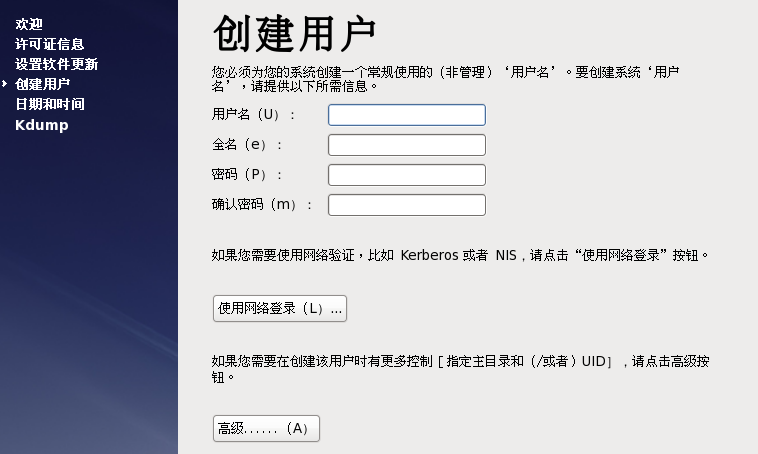 欢迎
许可证信息
设置软件更新
创建用户
日期和时间
Kdump
创建用户
您必须为您的系统创建一个常规使用的（非管理）‘用户名’。要创建系统‘用户
名’，请提供以下所需信息。
用户名（U）：
全名（e）：
密码（P）：
确认密码（m）：
如果您需要使用网络验证，比如 Kerberos 或者 NIS，请点击“使用网络登录”按钮。
使用网络登录（L）...
如果您需要在创建该用户时有更多控制［指定主目录和（/或者）UID］，请点击高级按
钮。
高级……（A）